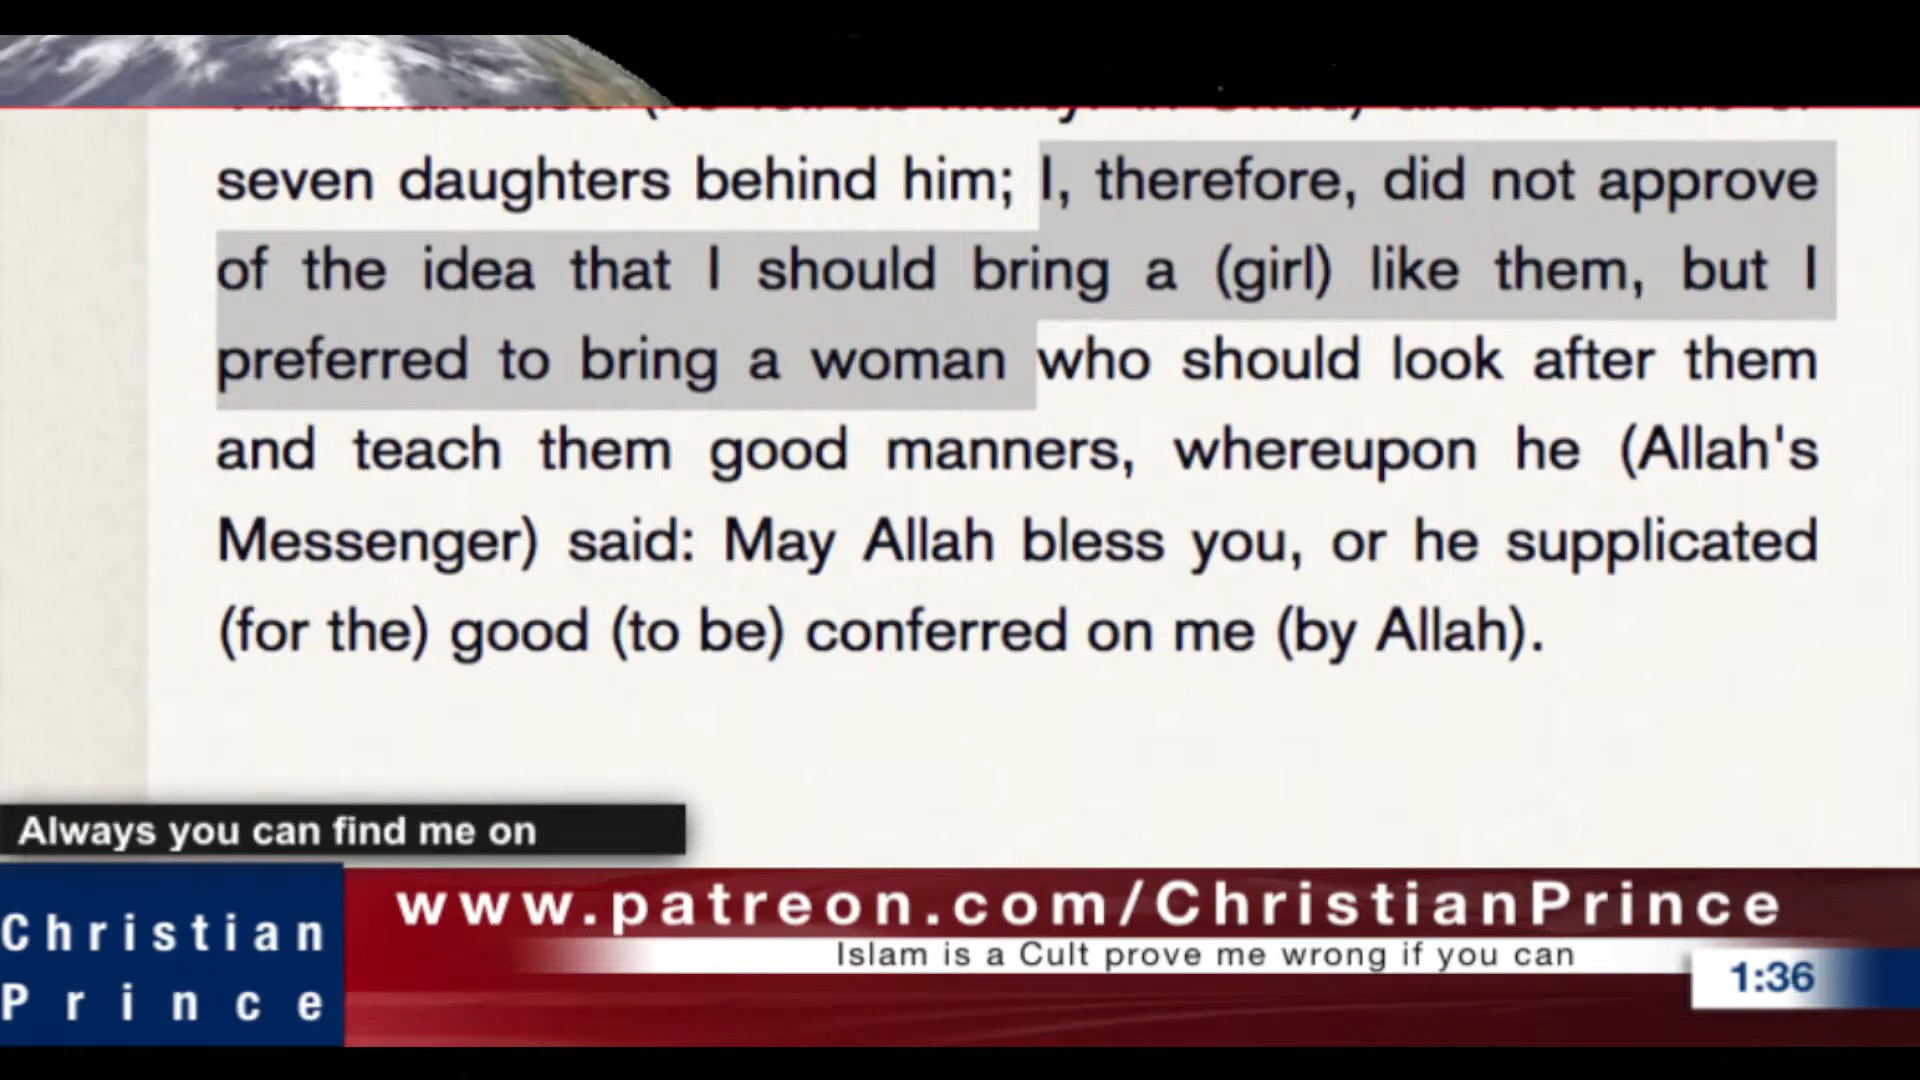 seven daughters behind him; I, therefore, did not approve
of the idea that I should bring a (girl) like them, but I
preferred to bring a woman who should look after them
and teach them good manners, whereupon he (Allah's
Messenger) said: May Allah bless you, or he supplicated
(for the) good (to be) conferred on me (by Allah).
Always you can find me on
Christian
Prince
www.patreon.com/ChristianPrince
Islam is a Cult prove me wrong if you can
1:36